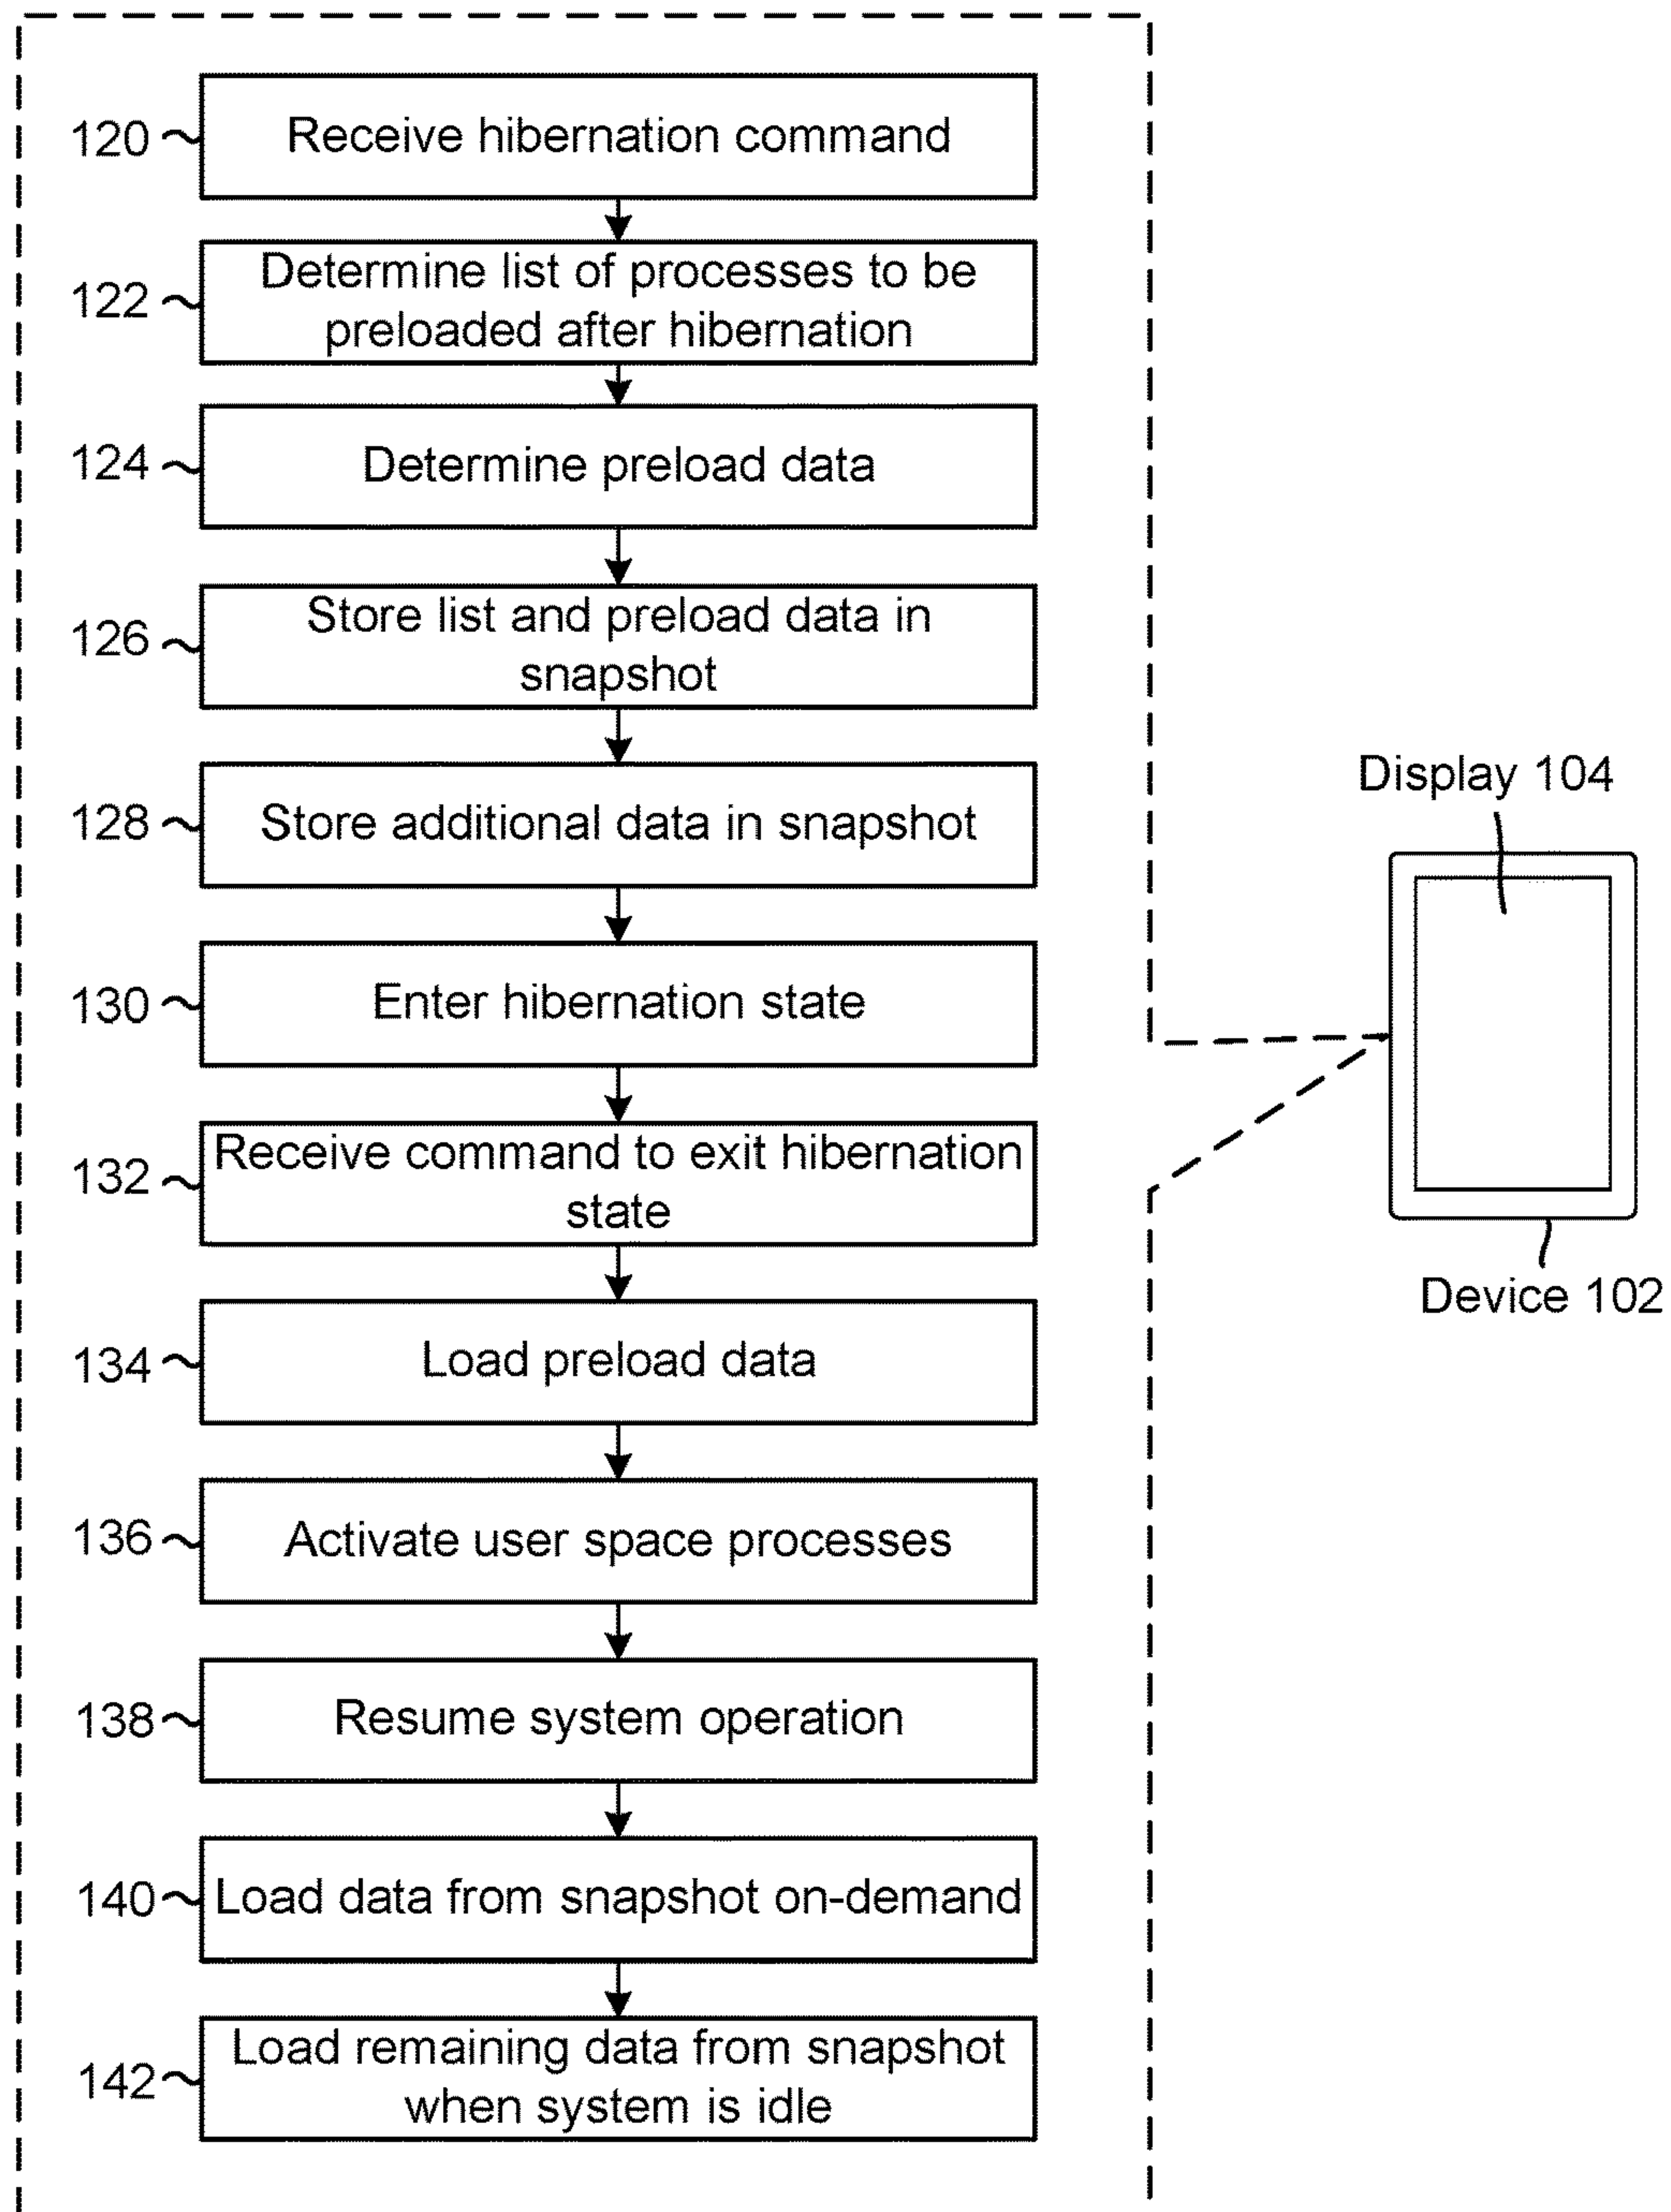 120
Receive hibernation command
122
Determine list of processes to be
preloaded after hibernation
124
Determine preload data
126
Store list and preload data in
snapshot
128
Store additional data in snapshot
130
Enter hibernation state
132
Receive command to exit hibernation
state
134
Load preload data
136
Activate user space processes
138
Resume system operation
140
Load data from snapshot on-demand
142
Load remaining data from snapshot
when system is idle
Display 104
Device 102